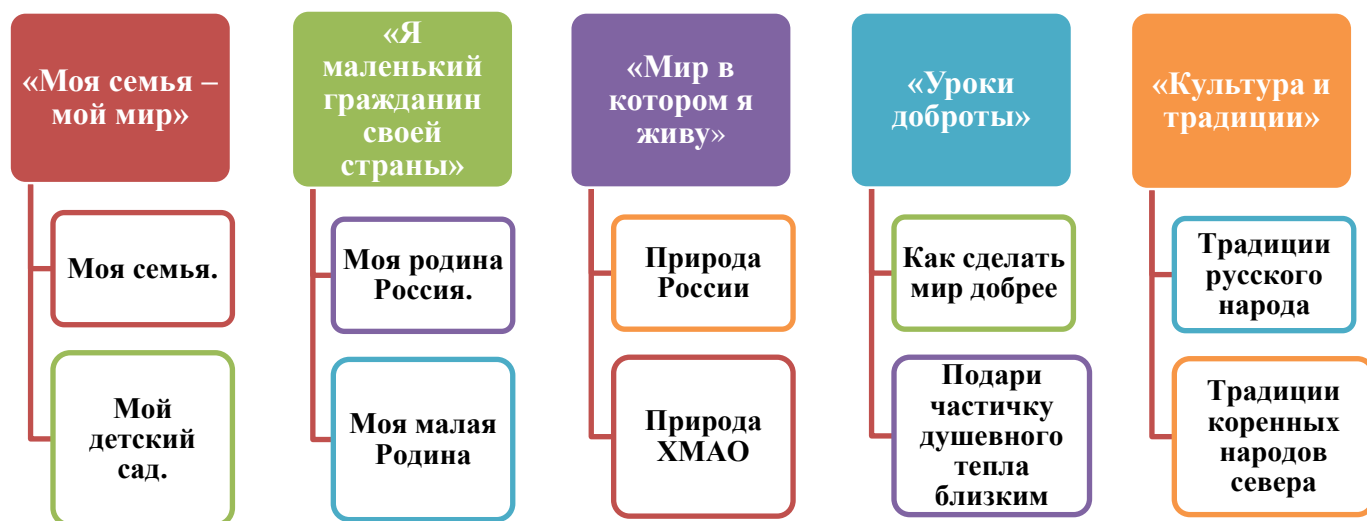 «Моя семья –
мой мир»
Моя семья.
Мой
детский
сад.
«Я
маленький
гражданин
своей
страны»
Моя родина
Россия.
Моя малая
Родина
«Мир в
котором я
живу»
Природа
России
Природа
ХМАО
«Уроки
доброты»
Как сделать
мир добрее
Подари
частичку
душевного
тепла
близким
«Культура и
традиции»
Традиции
русского
народа
Традиции
коренных
народов
севера